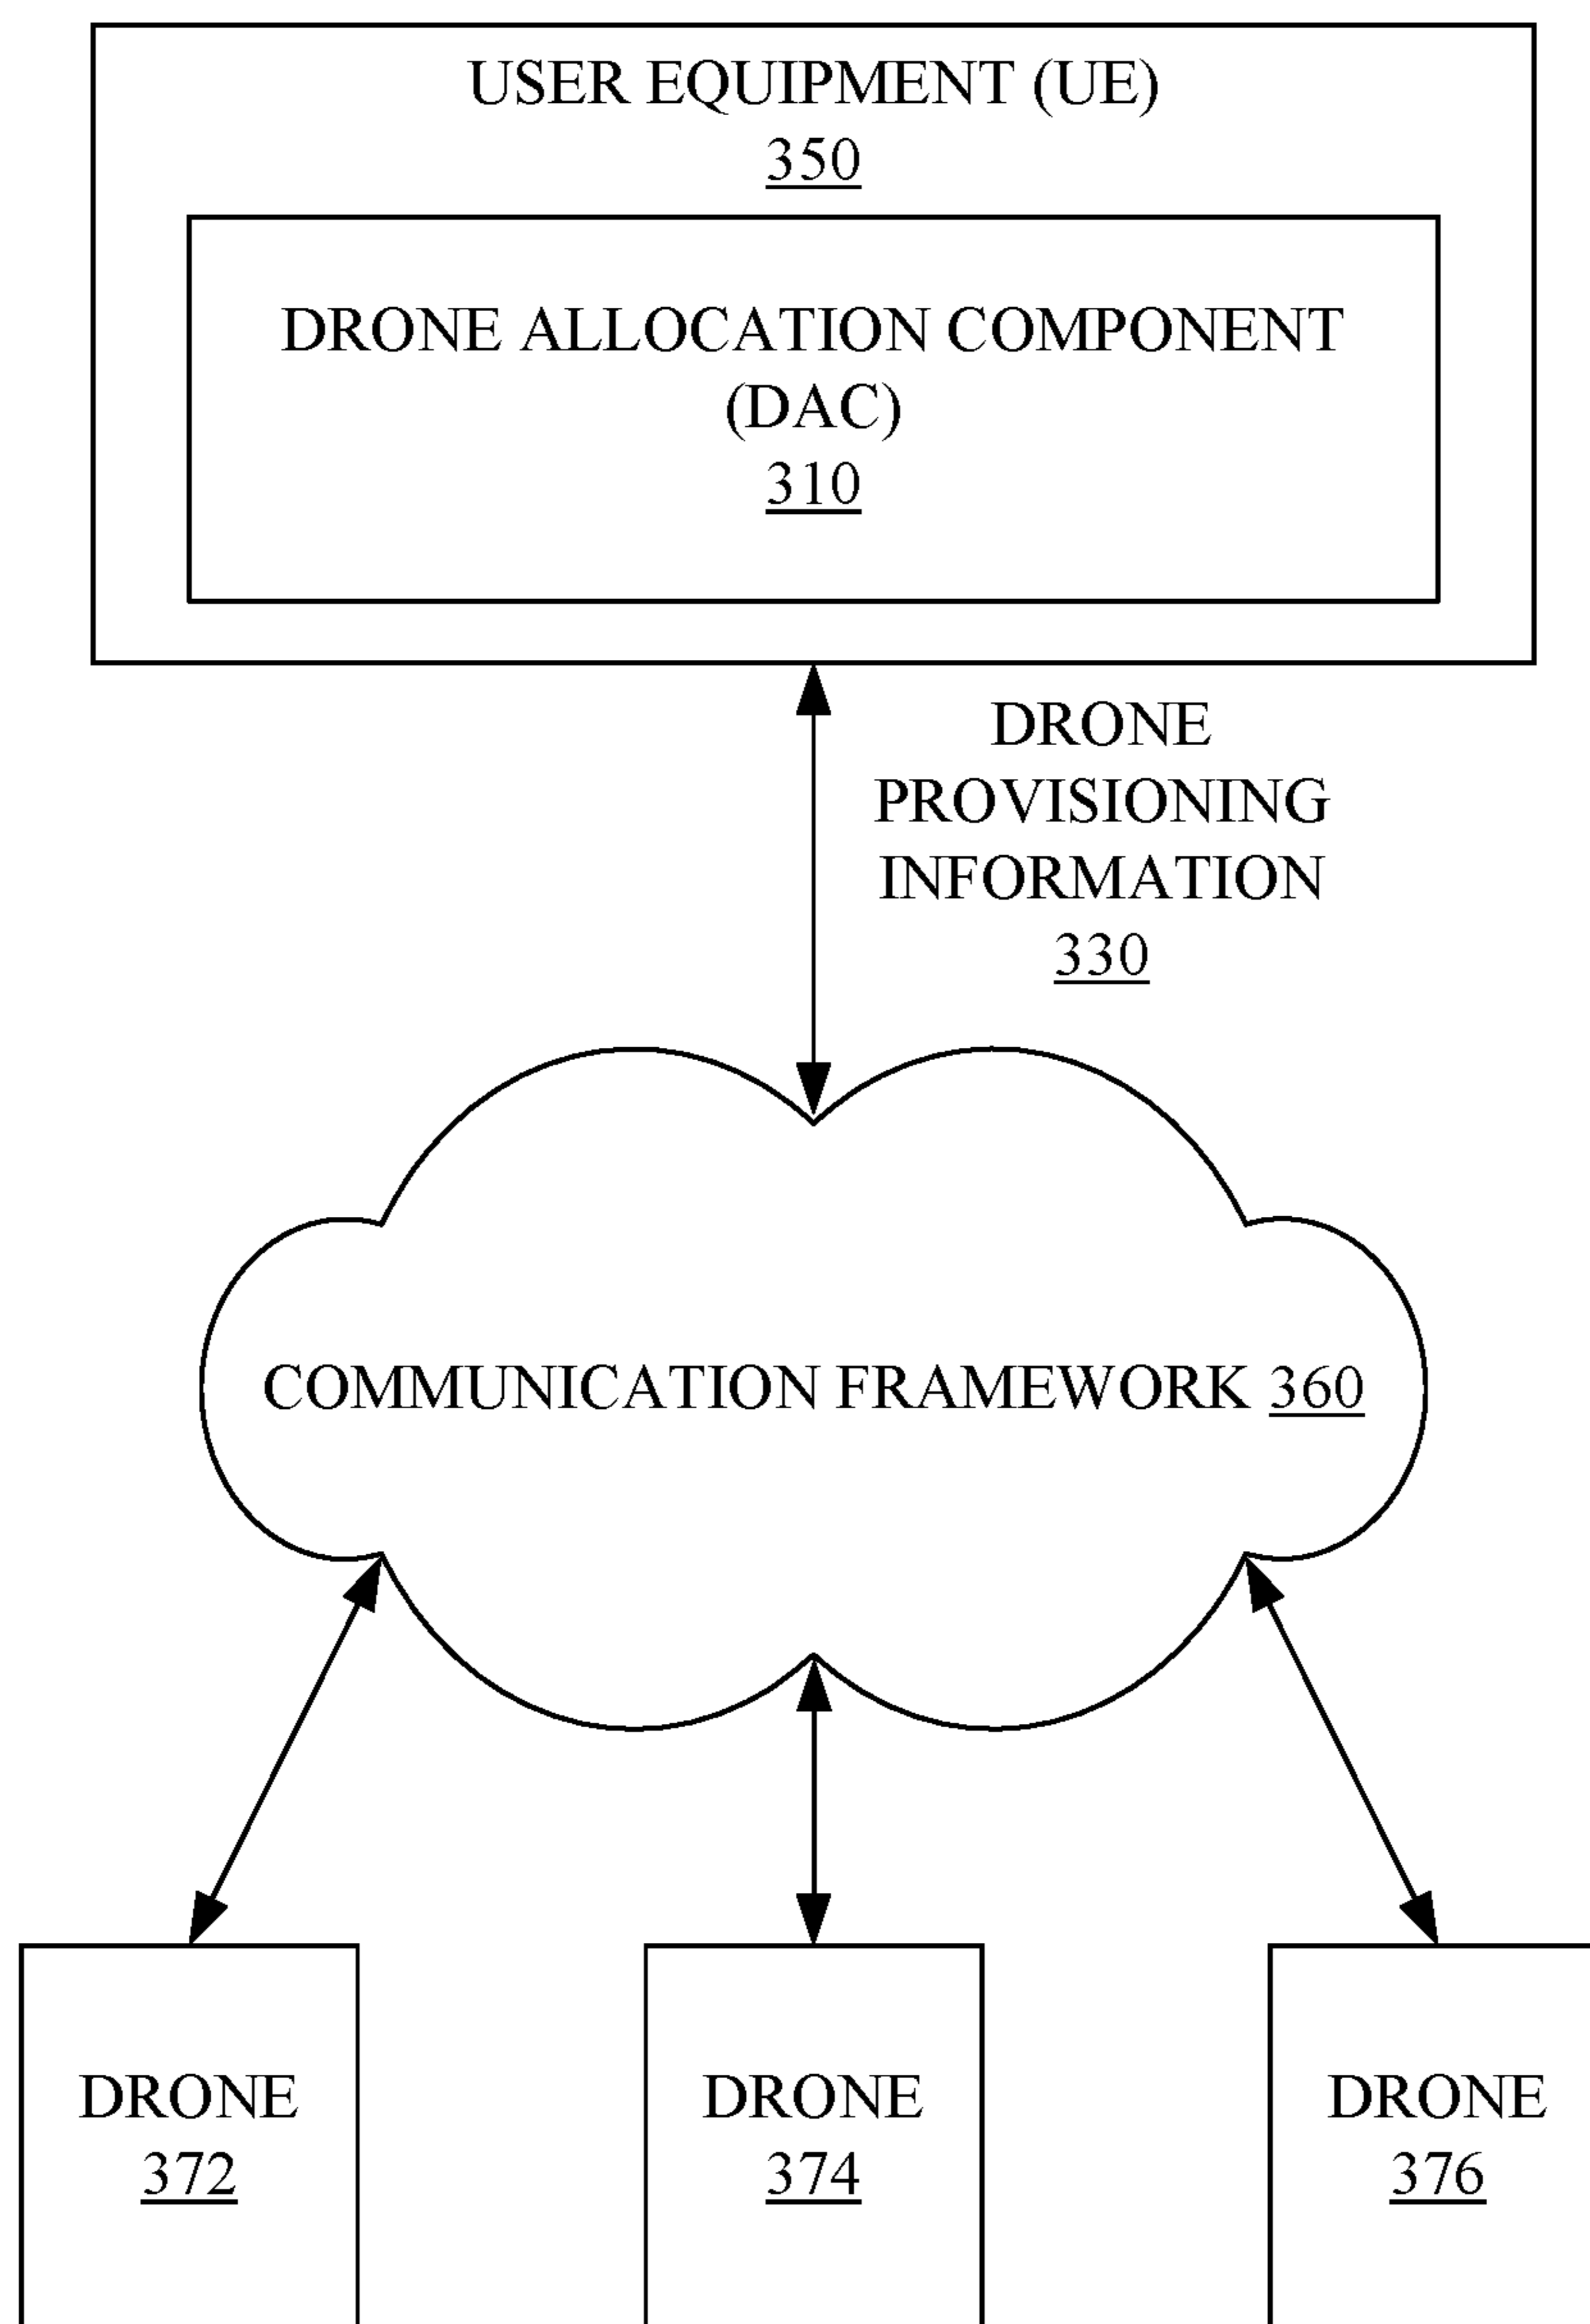 USER EQUIPMENT (UE)
350
DRONE ALLOCATION COMPONENT
(DAC)
310
DRONE
PROVISIONING
INFORMATION
330
COMMUNICATION FRAMEWORK 360
DRONE
372
DRONE
374
DRONE
376